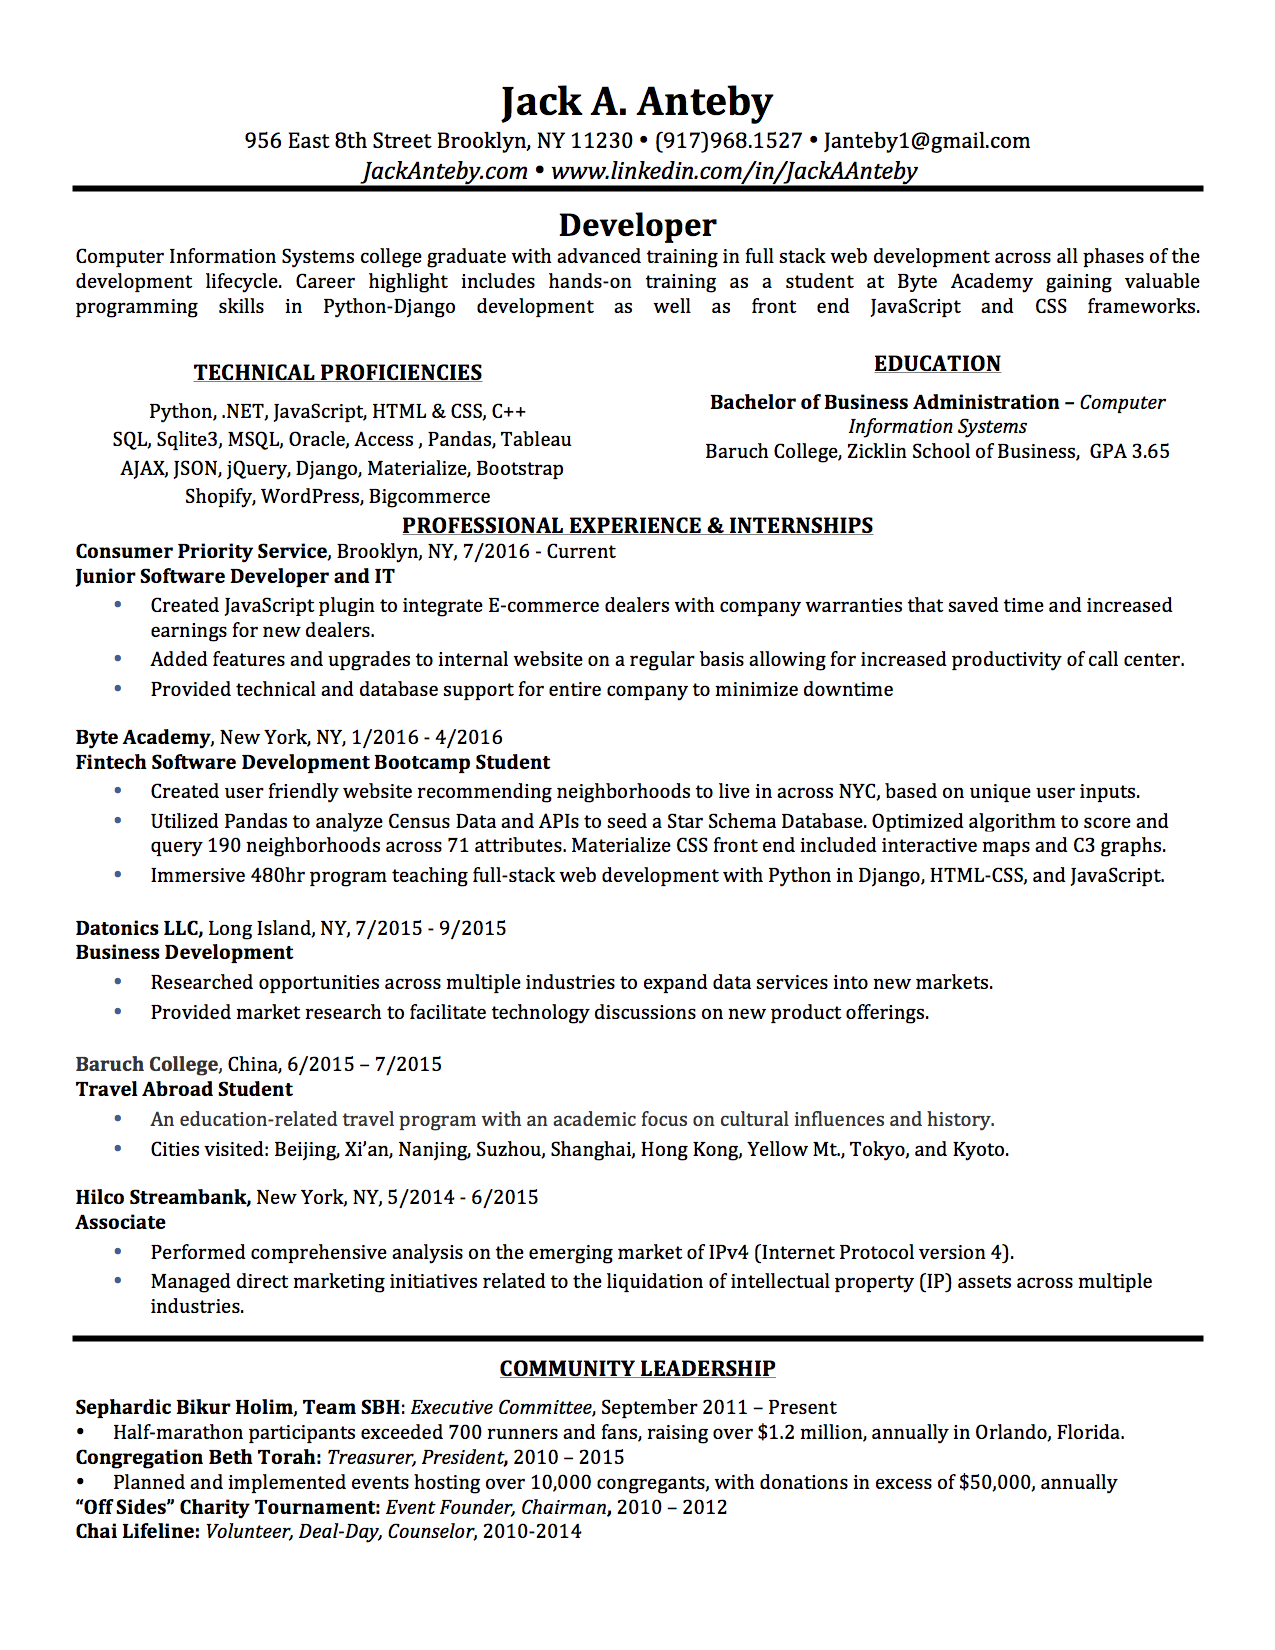 Jack A. Anteby
956 East 8th Street Brooklyn, NY 11230 • (917)968.1527 • Janteby1@gmail.com
JackAnteby.com • www.linkedin.com/in/JackAAnteby
Developer
Computer Information Systems college graduate with advanced training in full stack web development across all phases of the
development lifecycle. Career highlight includes hands-on training as a student at Byte Academy gaining valuable
programming skills in Python-Django development as well as front end JavaScript and CSS frameworks.
TECHNICAL PROFICIENCIES
Python, .NET, JavaScript, HTML & CSS, C++
SQL, Sqlite3, MSQL, Oracle, Access , Pandas, Tableau
AJAX, JSON, jQuery, Django, Materialize, Bootstrap
Shopify, WordPress, Bigcommerce
EDUCATION
Bachelor of Business Administration – Computer
Information Systems
Baruch College, Zicklin School of Business, GPA 3.65
PROFESSIONAL EXPERIENCE & INTERNSHIPS
Consumer Priority Service, Brooklyn, NY, 7/2016 - Current
Junior Software Developer and IT
• Created JavaScript plugin to integrate E-commerce dealers with company warranties that saved time and increased
earnings for new dealers.
• Added features and upgrades to internal website on a regular basis allowing for increased productivity of call center.
• Provided technical and database support for entire company to minimize downtime
Byte Academy, New York, NY, 1/2016 - 4/2016
Fintech Software Development Bootcamp Student
• Created user friendly website recommending neighborhoods to live in across NYC, based on unique user inputs.
• Utilized Pandas to analyze Census Data and APIs to seed a Star Schema Database. Optimized algorithm to score and
query 190 neighborhoods across 71 attributes. Materialize CSS front end included interactive maps and C3 graphs.
• Immersive 480hr program teaching full-stack web development with Python in Django, HTML-CSS, and JavaScript.
Datonics LLC, Long Island, NY, 7/2015 - 9/2015
Business Development
• Researched opportunities across multiple industries to expand data services into new markets.
• Provided market research to facilitate technology discussions on new product offerings.
Baruch College, China, 6/2015 – 7/2015
Travel Abroad Student
• An education-related travel program with an academic focus on cultural influences and history.
• Cities visited: Beijing, Xi’an, Nanjing, Suzhou, Shanghai, Hong Kong, Yellow Mt., Tokyo, and Kyoto.
Hilco Streambank, New York, NY, 5/2014 - 6/2015
Associate
• Performed comprehensive analysis on the emerging market of IPv4 (Internet Protocol version 4).
• Managed direct marketing initiatives related to the liquidation of intellectual property (IP) assets across multiple
industries.
COMMUNITY LEADERSHIP
Sephardic Bikur Holim, Team SBH: Executive Committee, September 2011 – Present
• Half-marathon participants exceeded 700 runners and fans, raising over $1.2 million, annually in Orlando, Florida.
Congregation Beth Torah: Treasurer, President, 2010 – 2015
• Planned and implemented events hosting over 10,000 congregants, with donations in excess of $50,000, annually
“Off Sides” Charity Tournament: Event Founder, Chairman, 2010 – 2012
Chai Lifeline: Volunteer, Deal-Day, Counselor, 2010-2014